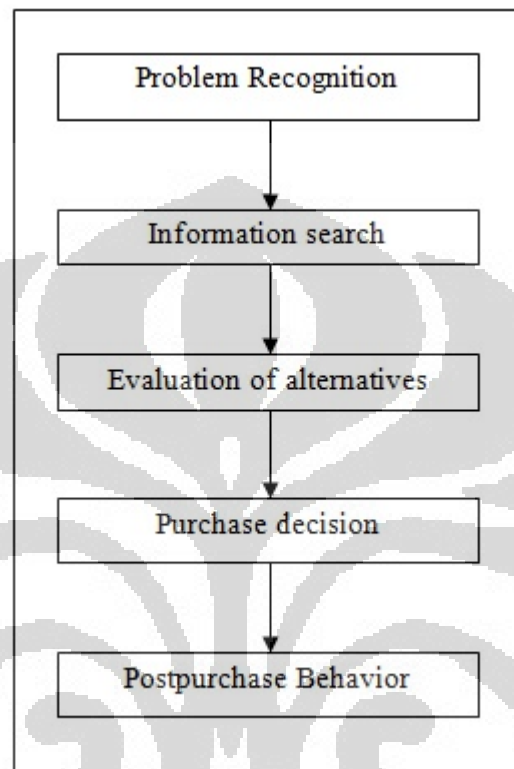 Problem Recognition
Information search
Evaluation of alternatives
Purchase decision
Postpurchase Behavior